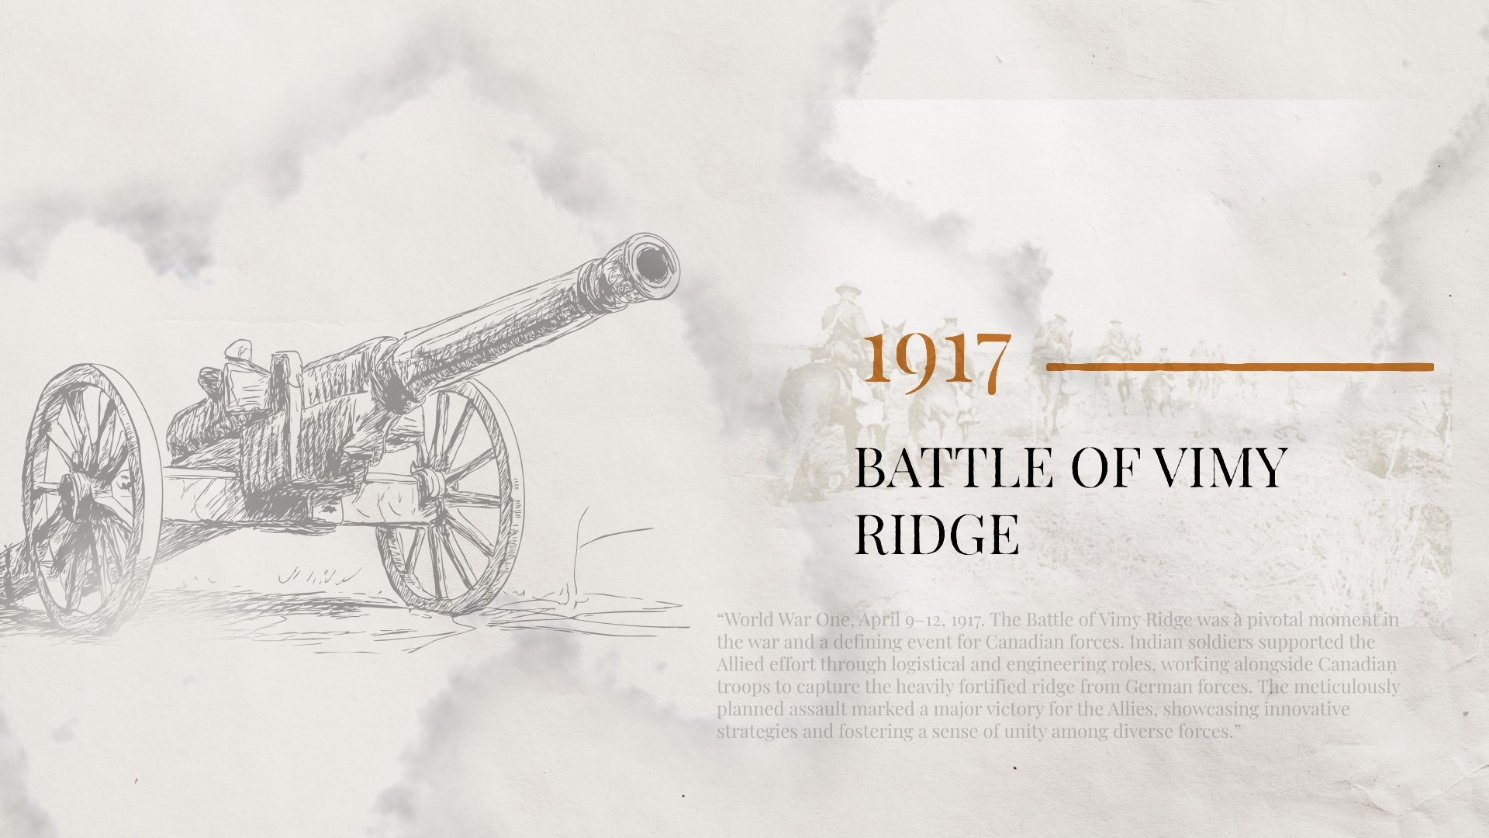 1917
BATTLE OF VIMY
RIDGE
“World War One, April 9–12, 1917. The Battle of Vimy Ridge was a pivotal moment in
the war and a defining event for Canadian forces. Indian soldiers supported the
Allied effort through logistical and engineering roles, working alongside Canadian
troops to capture the heavily fortified ridge from German forces. The meticulously
planned assault marked a major victory for the Allies, showcasing innovative
strategies and fostering a sense of unity among diverse forces.”